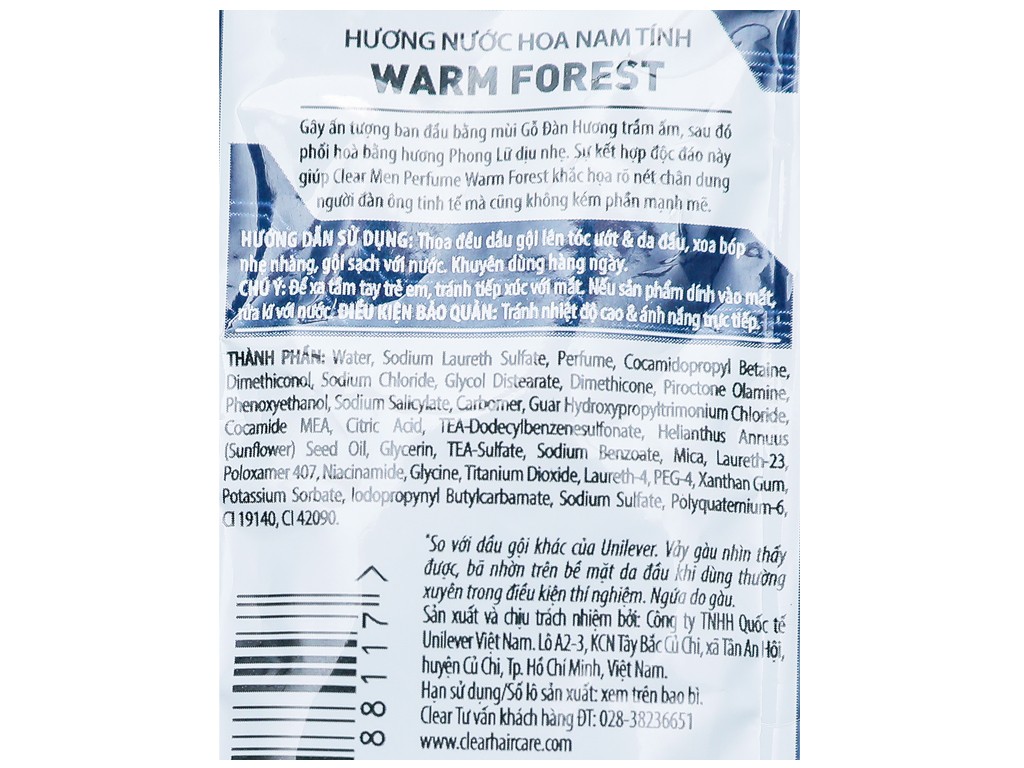 HƯƠNG NƯỚC HOA NAM TÍNH
WARM FOREST
Gây ấn tượng ban đầu bằng mùi Gỗ Đàn Hương trầm ấm, sau đó
phối hoà bằng hương Phong Lữ dịu nhẹ. Sự kết hợp độc đáo này
giúp Clear Men Perfume Warm Forest khắc họa rõ nét chân dung
người đàn ông tinh tế mà cũng không kém phần mạnh mẽ.
HƯỚNG DẪN SỬ DỤNG: Thoa đều dầu gội lên tóc ướt & da đầu, xoa bóp
nhẹ nhàng, gội sạch với nước. Khuyên dùng hàng ngày.
CHÚ Ý: Để xa tầm tay trẻ em, tránh tiếp xúc với mắt. Nếu sản phẩm dính vào mắt,
rửa kĩ với nước. ĐIỀU KIỆN BẢO QUẢN: Tránh nhiệt độ cao & ánh nắng trực tiếp.
THÀNH PHẦN: Water, Sodium Laureth Sulfate, Perfume, Cocamidopropyl Betaine,
Dimethiconol, Sodium Chloride, Glycol Distearate, Dimethicone, Piroctone Olamine,
Phenoxyethanol, Sodium Salicylate, Carbomer, Guar Hydroxypropyltrimonium Chloride,
Cocamide MEA, Citric Acid, TEA-Dodecylbenzenesulfonate, Helianthus Annuus
(Sunflower) Seed Oil, Glycerin, TEA-Sulfate, Sodium Benzoate, Mica, Laureth-23,
Poloxamer 407, Niacinamide, Glycine, Titanium Dioxide, Laureth-4, PEG-4, Xanthan Gum,
Potassium Sorbate, Iodopropynyl Butylcarbamate, Sodium Sulfate, Polyquaternium-6,
CI 19140, CI 42090.
*So với dầu gội khác của Unilever. Vảy gàu nhìn thấy
được, bã nhờn trên bề mặt da đầu khi dùng thường
xuyên trong điều kiện thí nghiệm. Ngứa do gàu.
Sản xuất và chịu trách nhiệm bởi: Công ty TNHH Quốc tế
Unilever Việt Nam. Lô A2-3, KCN Tây Bắc Củ Chi, xã Tân An Hội,
huyện Củ Chi, Tp. Hồ Chí Minh, Việt Nam.
Hạn sử dụng/Số lô sản xuất: xem trên bao bì.
Clear Tư vấn khách hàng ĐT: 028-38236651
www.clearhaircare.com
88117 >